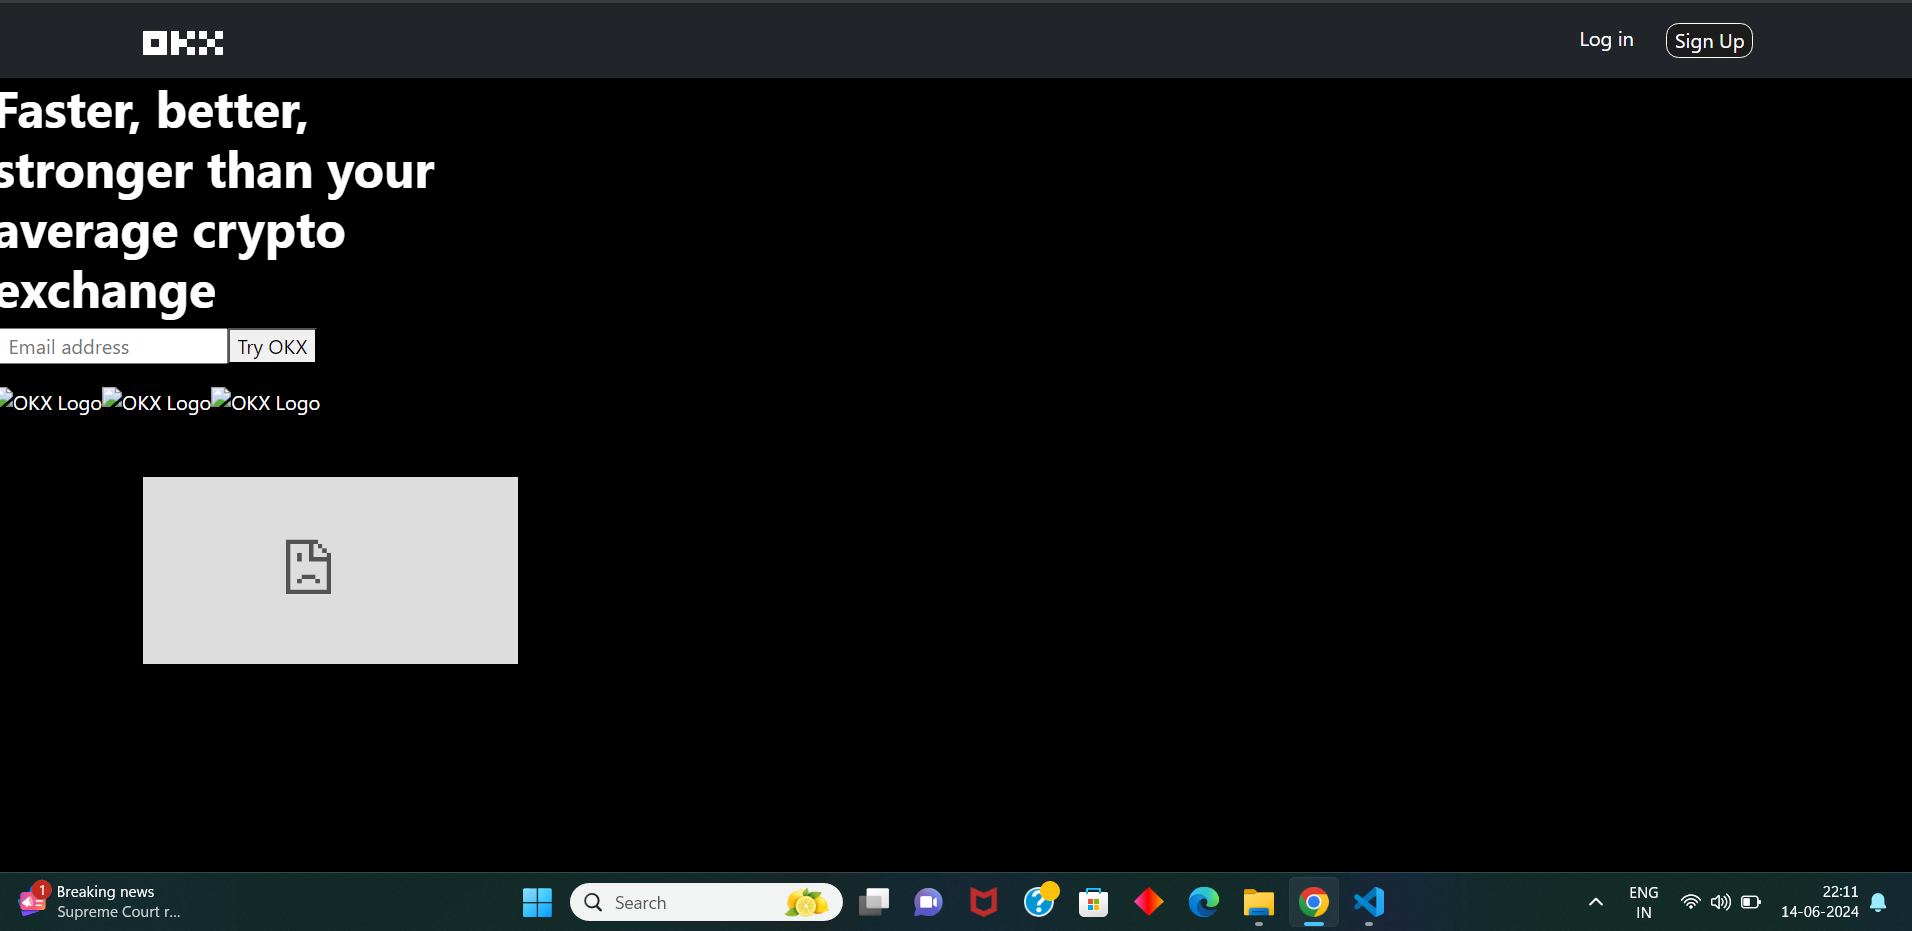 OKX
Log in
Sign Up
Faster, better,
stronger than your
average crypto
exchange
Email address
Try OKX
OKX Logo
OKX Logo
OKX Logo
1
Breaking news
Supreme Court r...
Search
ENG
IN
22:11
14-06-2024